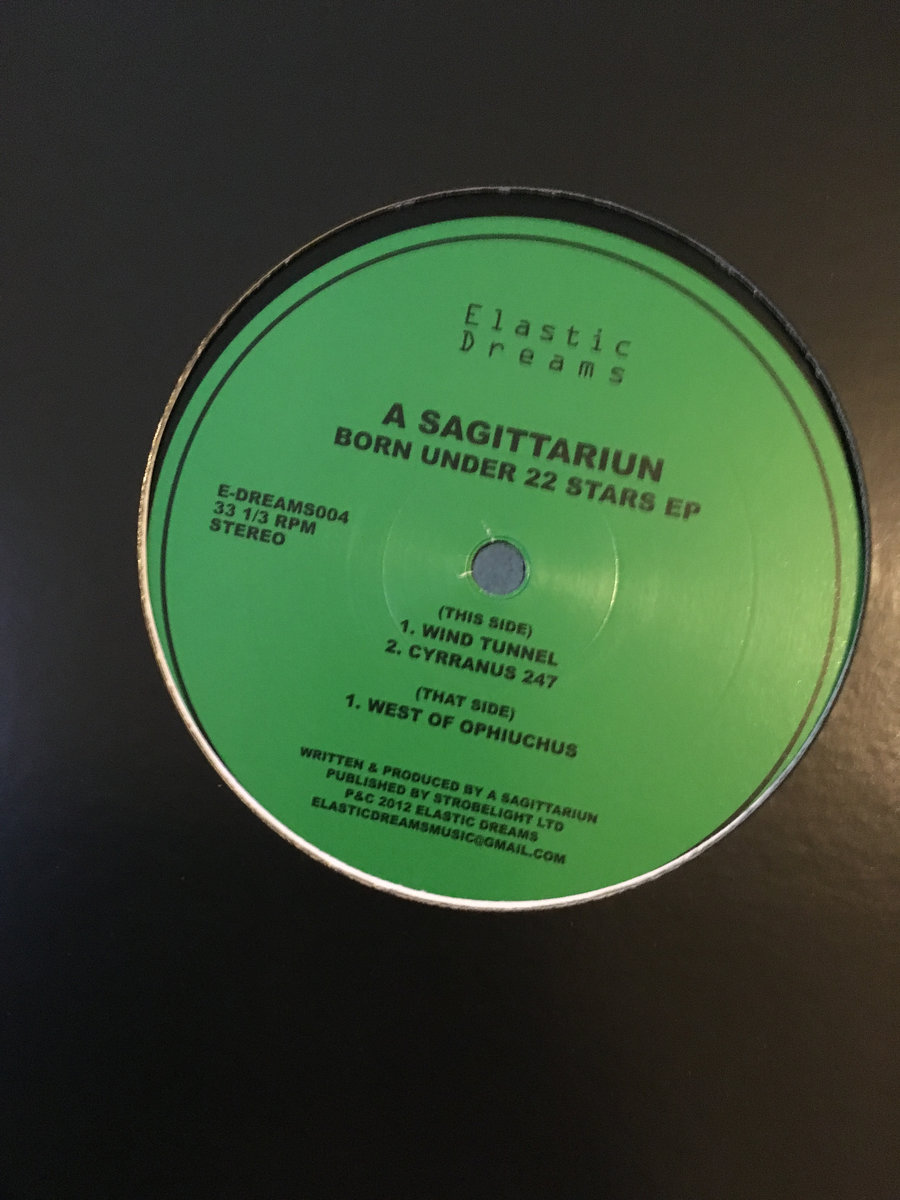 Elastic
Dreams
A SAGITTARIUN
BORN UNDER 22 STARS EP
E-DREAMS004
33 1/3 RPM
STEREO
(THIS SIDE)
1. WIND TUNNEL
2. CYRRANUS 247
(THAT SIDE)
1. WEST OF OPHIUCHUS
WRITTEN & PRODUCED BY A SAGITTARIUN
PUBLISHED BY STROBELIGHT LTD
P&C 2012 ELASTIC DREAMS
ELASTICDREAMSMUSIC@GMAIL.COM